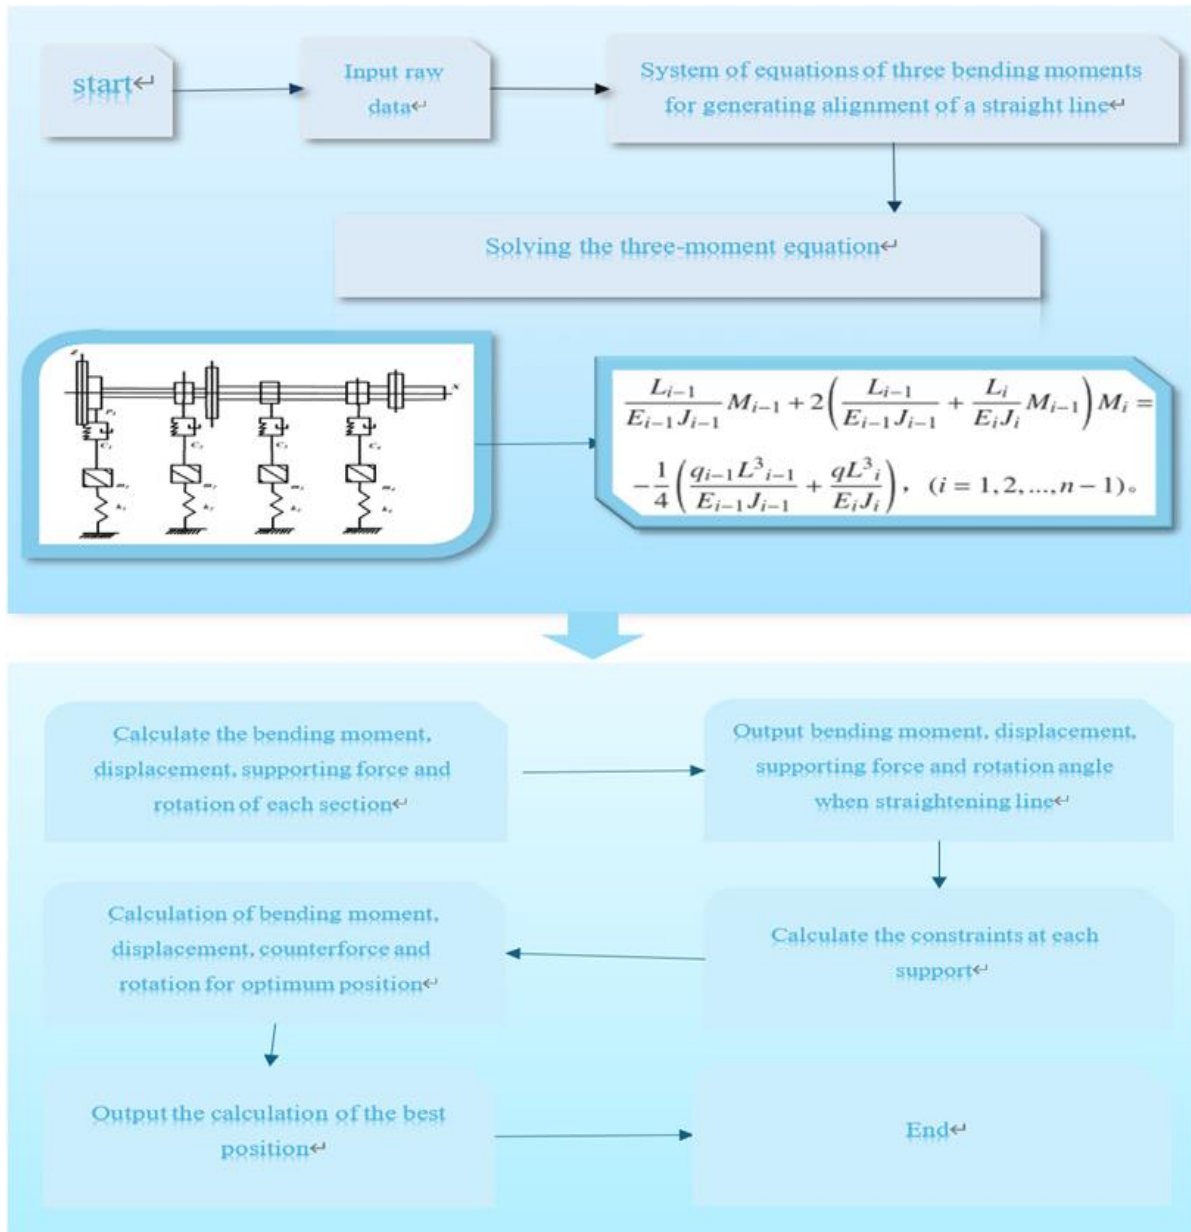 start↵
Input raw
data↵
System of equations of three bending moments
for generating alignment of a straight line↵
Solving the three-moment equation↵
X
\frac{L_{i-1}}{E_{i-1}J_{i-1}}M_{i-1}+2\left(\frac{L_{i-1}}{E_{i-1}J_{i-1}}+\frac{L_i}{E_iJ_i}M_{i-1}\right)M_i=
-\frac{1}{4}\left(\frac{q_{i-1}L^3{}_{i-1}}{E_{i-1}J_{i-1}}+\frac{qL^3{}_i}{E_iJ_i}\right), (i=1,2,...,n-1)。
Calculate the bending moment,
displacement, supporting force and
rotation of each section↵
Output bending moment, displacement,
supporting force and rotation angle
when straightening line↵
Calculation of bending moment,
displacement, counterforce and
rotation for optimum position↵
Calculate the constraints at each
support↵
Output the calculation of the best
position↵
End↵